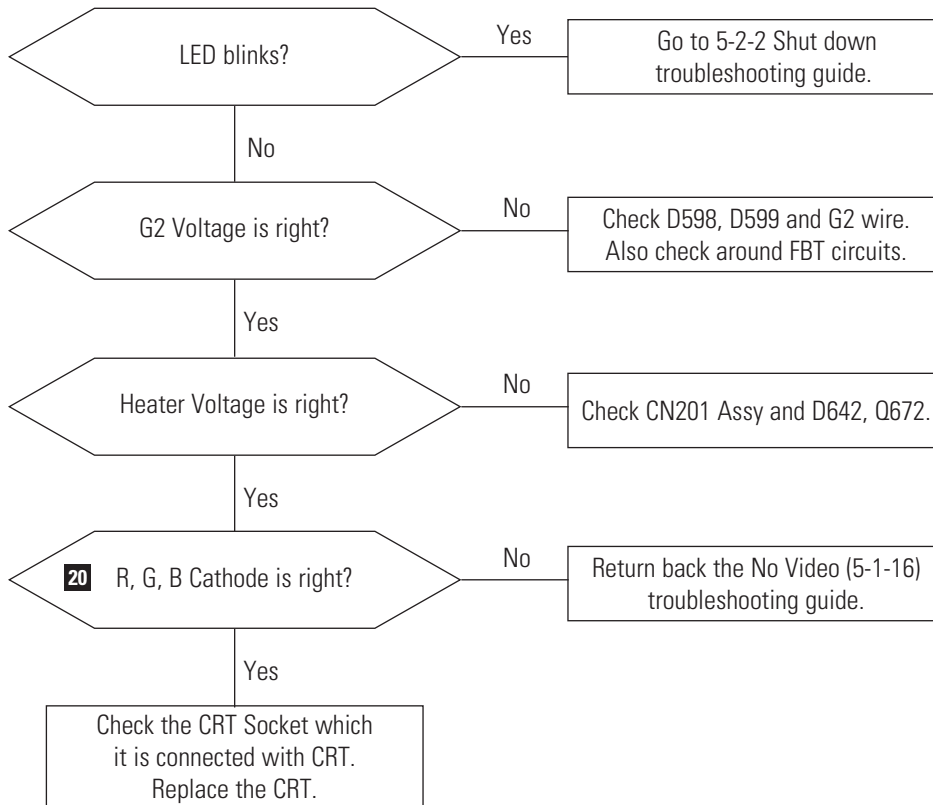 LED blinks?
Yes
Go to 5-2-2 Shut down
troubleshooting guide.
No
G2 Voltage is right?
No
Check D598, D599 and G2 wire.
Also check around FBT circuits.
Yes
Heater Voltage is right?
No
Check CN201 Assy and D642, Q672.
Yes
20 R, G, B Cathode is right?
No
Return back the No Video (5-1-16)
troubleshooting guide.
Yes
Check the CRT Socket which
it is connected with CRT.
Replace the CRT.